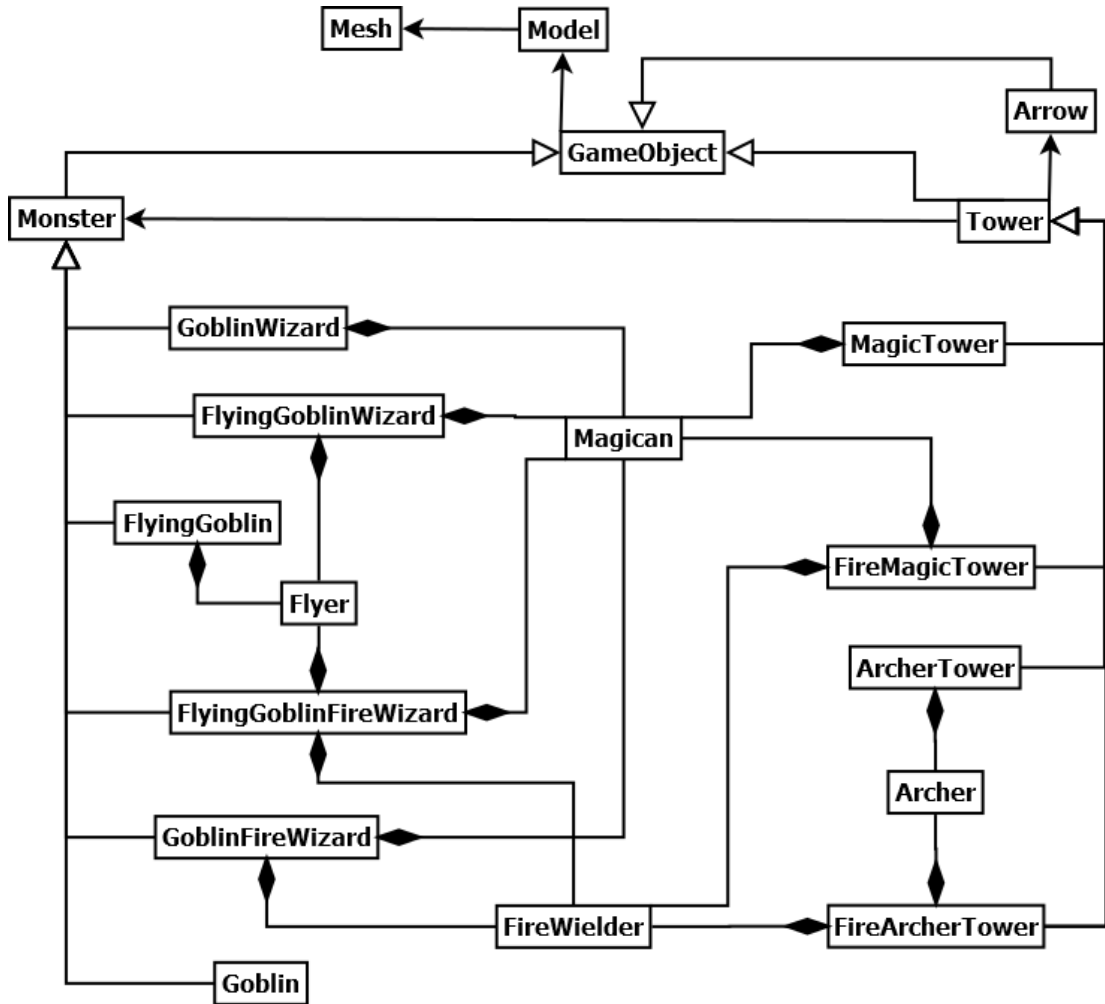 Mesh
Model
Arrow
GameObject
Monster
Tower
GoblinWizard
MagicTower
FlyingGoblinWizard
Magican
FlyingGoblin
FireMagicTower
Flyer
ArcherTower
FlyingGoblinFireWizard
Archer
GoblinFireWizard
FireWielder
FireArcherTower
Goblin